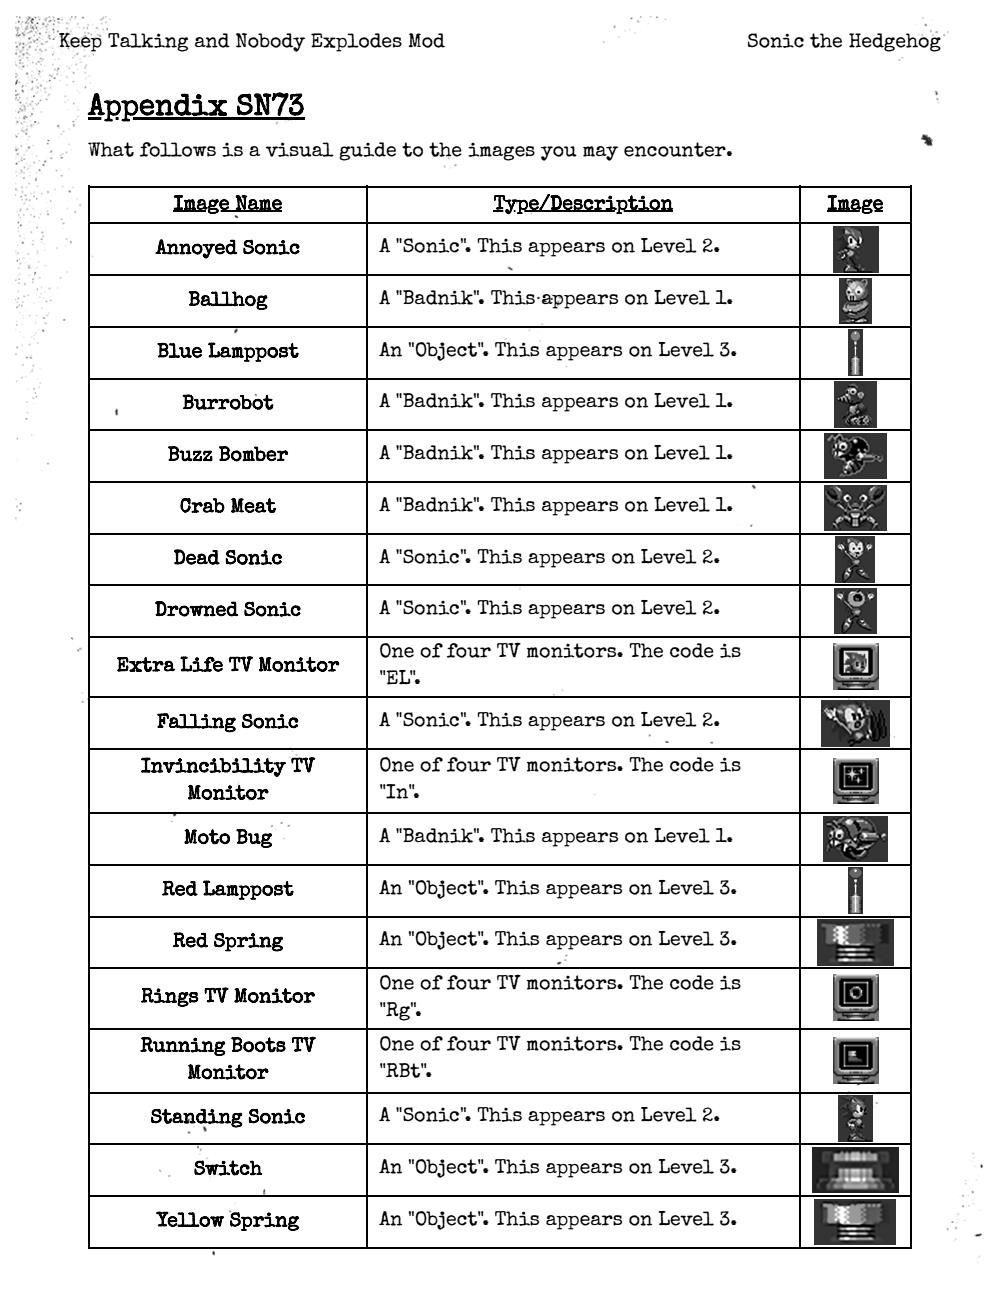 Keep Talking and Nobody Explodes Mod
Sonic the Hedgehog
Appendix SN73
What follows is a visual guide to the images you may encounter.
Image Name Type/Description Image
Annoyed Sonic A "Sonic". This appears on Level 2.
Ballhog A "Badnik". This appears on Level 1.
Blue Lamppost An "Object". This appears on Level 3.
Burrobot A "Badnik". This appears on Level 1.
Buzz Bomber A "Badnik". This appears on Level 1.
Crab Meat A "Badnik". This appears on Level 1.
Dead Sonic A "Sonic". This appears on Level 2.
Drowned Sonic A "Sonic". This appears on Level 2.
Extra Life TV Monitor One of four TV monitors. The code is
"EL".
Falling Sonic A "Sonic". This appears on Level 2.
Invincibility TV
Monitor
One of four TV monitors. The code is
"In".
Moto Bug A "Badnik". This appears on Level 1.
Red Lamppost An "Object". This appears on Level 3.
Red Spring An "Object". This appears on Level 3.
Rings TV Monitor One of four TV monitors. The code is
"Rg".
Running Boots TV
Monitor
One of four TV monitors. The code is
"RBt".
Standing Sonic A "Sonic". This appears on Level 2.
Switch An "Object". This appears on Level 3.
Yellow Spring An "Object". This appears on Level 3.